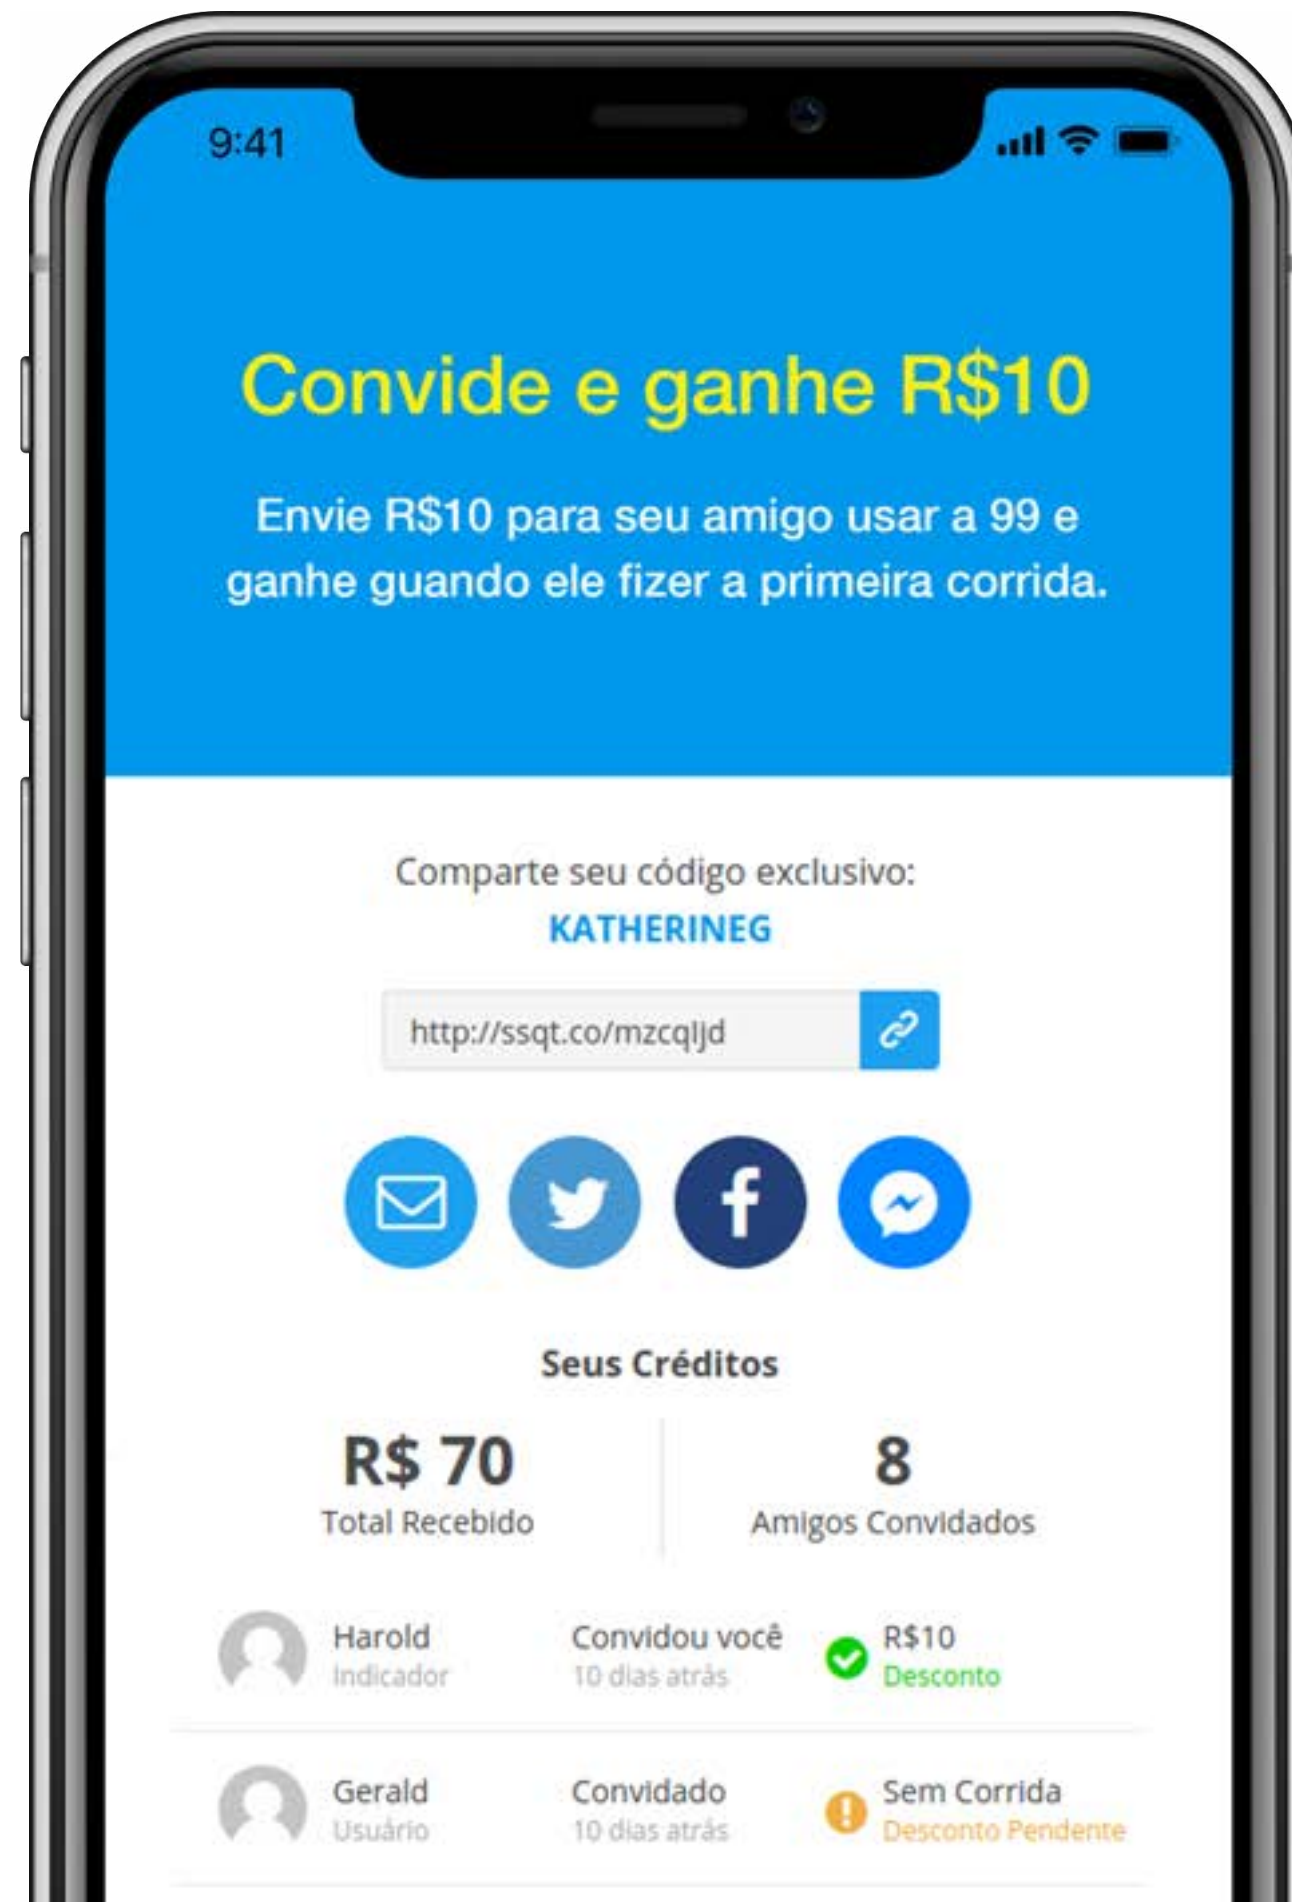 9:41
Convide e ganhe R$10
Envie R$10 para seu amigo usar a 99 e
ganhe guando ele fizer a primeira corrida.
Comparte seu código exclusivo:
KATHERINEG
http://ssqt.co/mzcqljd
Seus Créditos
R$ 70
Total Recebido
8
Amigos Convidados
Harold
Indicador
Convidou você
10 dias atrás
R$10
Desconto
Gerald
Usuário
Convidado
10 dias atrás
Sem Corrida
Desconto Pendente